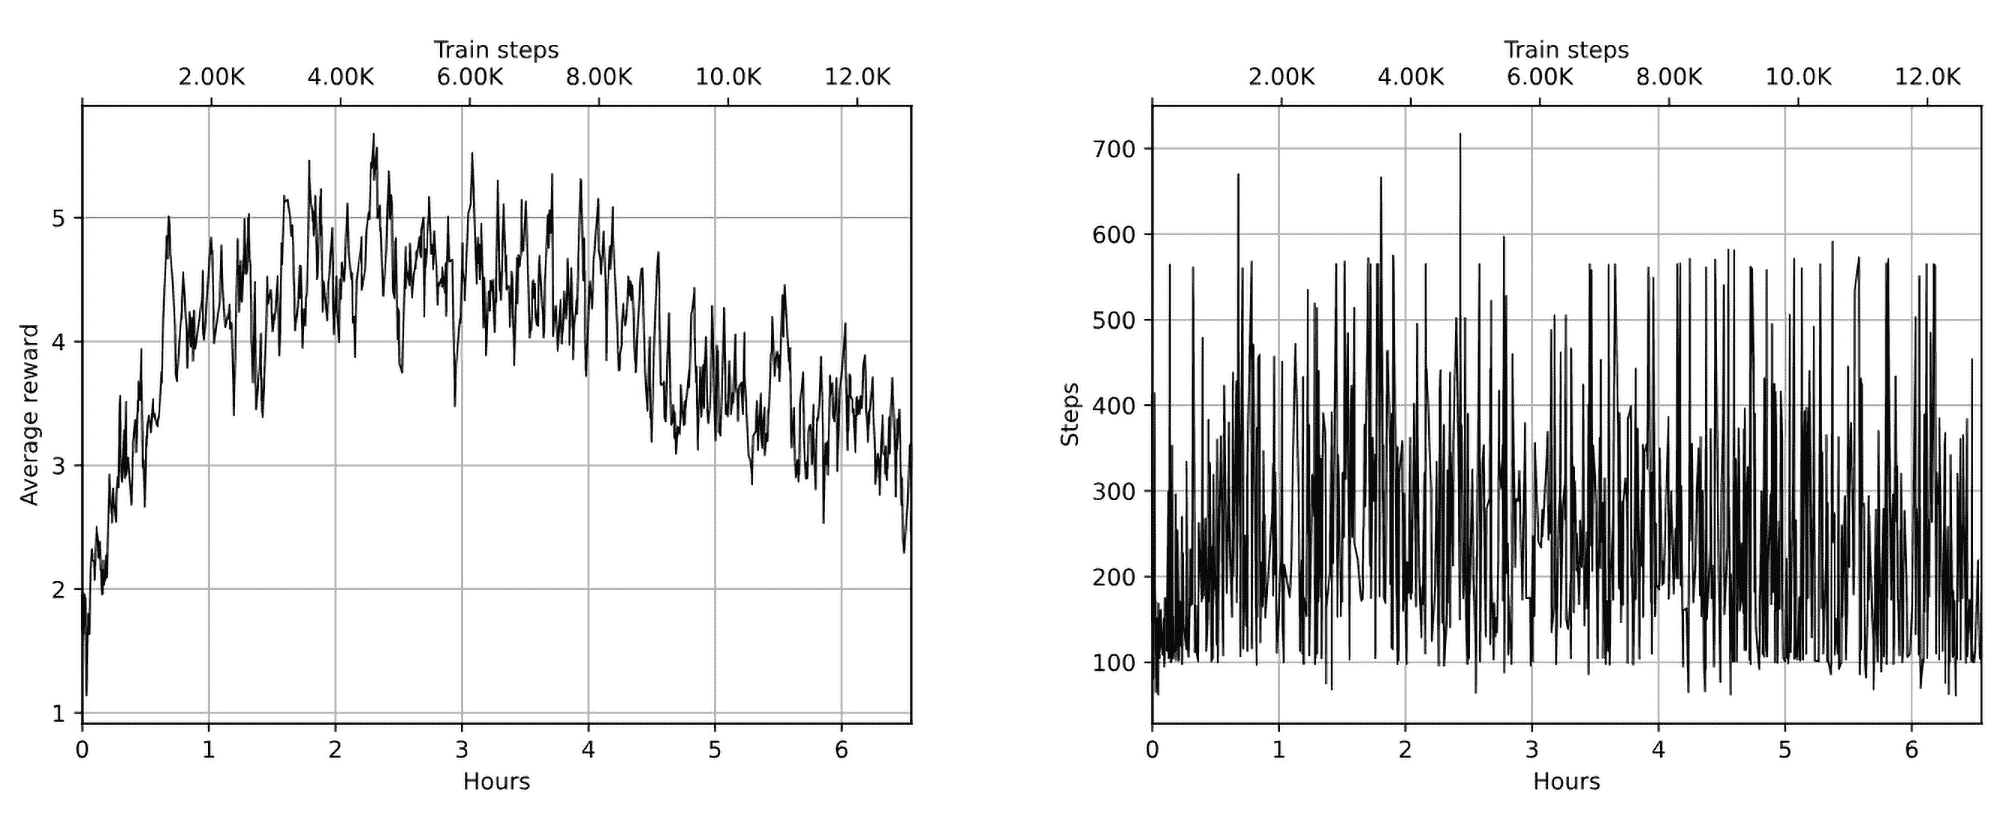 Train steps
2.00K 4.00K 6.00K 8.00K 10.0K 12.0K
5
4
3
2
1
Average reward
0 1 2 3 4 5 6
Hours
Train steps
2.00K 4.00K 6.00K 8.00K 10.0K 12.0K
700
600
500
400
300
200
100
Steps
0 1 2 3 4 5 6
Hours